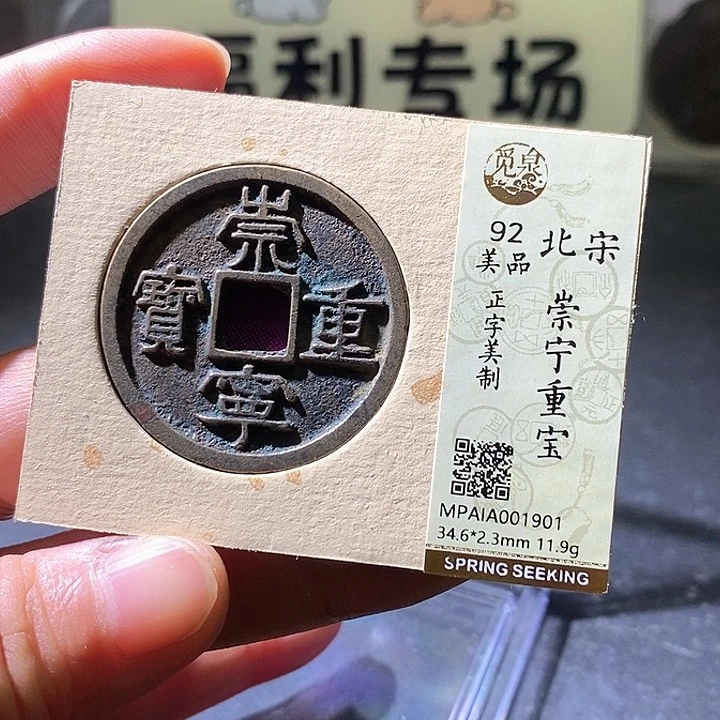 福利专场
崇寧重寶
觅泉
92
美品
正字美制
北宋
崇宁重宝
MPAIA001901
34.6*2.3mm 11.9g
SPRING SEEKING